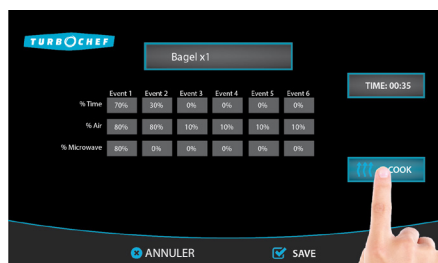 TURBOCHEF
Bagel x1
TIME: 00:35
Event 1 Event 2 Event 3 Event 4 Event 5 Event 6
% Time 70% 30% 0% 0% 0% 0%
% Air 80% 80% 10% 10% 10% 10%
% Microwave 80% 0% 0% 0% 0% 0%
COOK
ANNULER SAVE